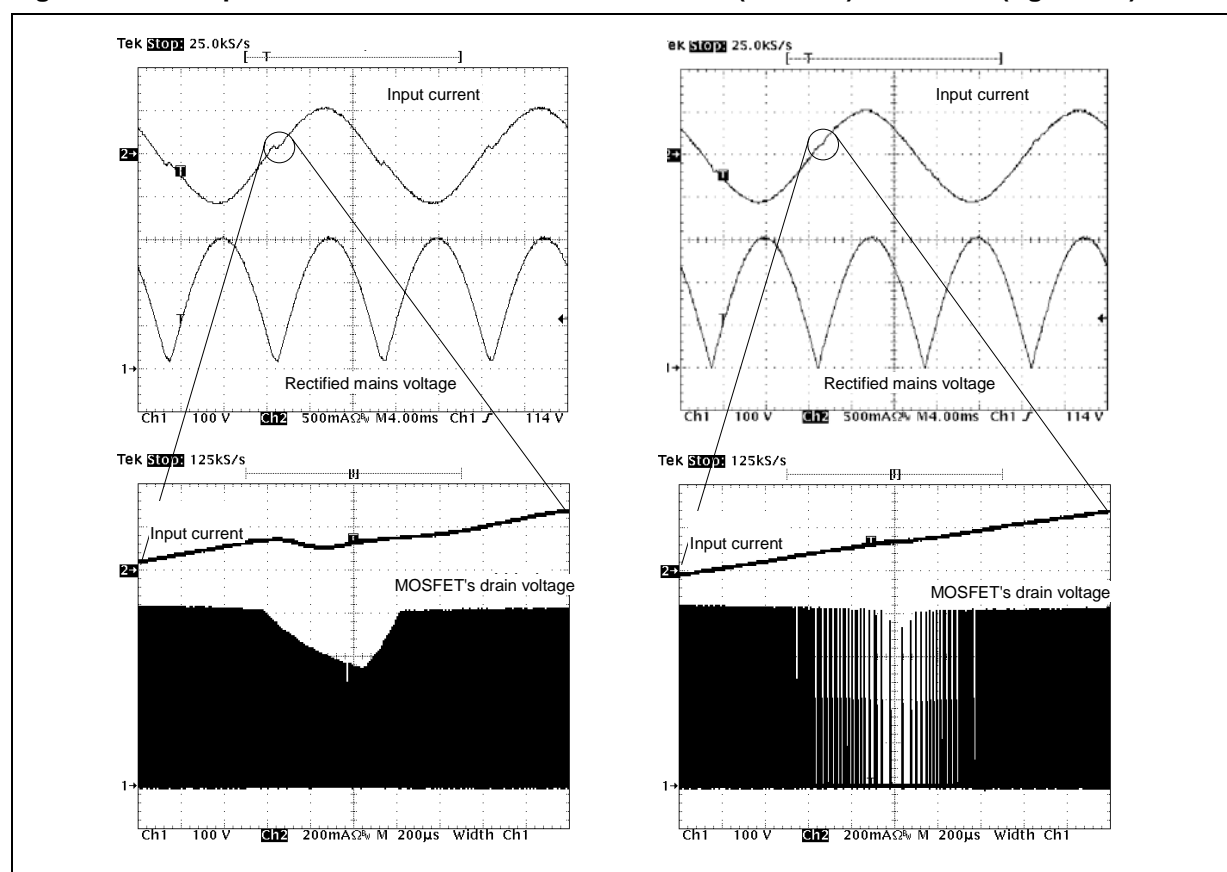 Tek Stop: 25.0kS/s
Input current
2→
T
Rectified mains voltage
1→
Ch1 100 V Ch2 500mAΩ M4.00ms Ch1 114 V
ek Stop: 25.0kS/s
Input current
2→
T
Rectified mains voltage
1→
Ch1 100 V Ch2 500mAΩ M4.00ms Ch1 114 V
Tek Stop: 125kS/s
Input current
2→
T
MOSFET's drain voltage
1→
Ch1 100 V Ch2 200mAΩ M 200µs Width Ch1
Tek Stop: 125kS/s
Input current
2→
T
MOSFET's drain voltage
1→
Ch1 100 V Ch2 200mAΩ M 200µs Width Ch1